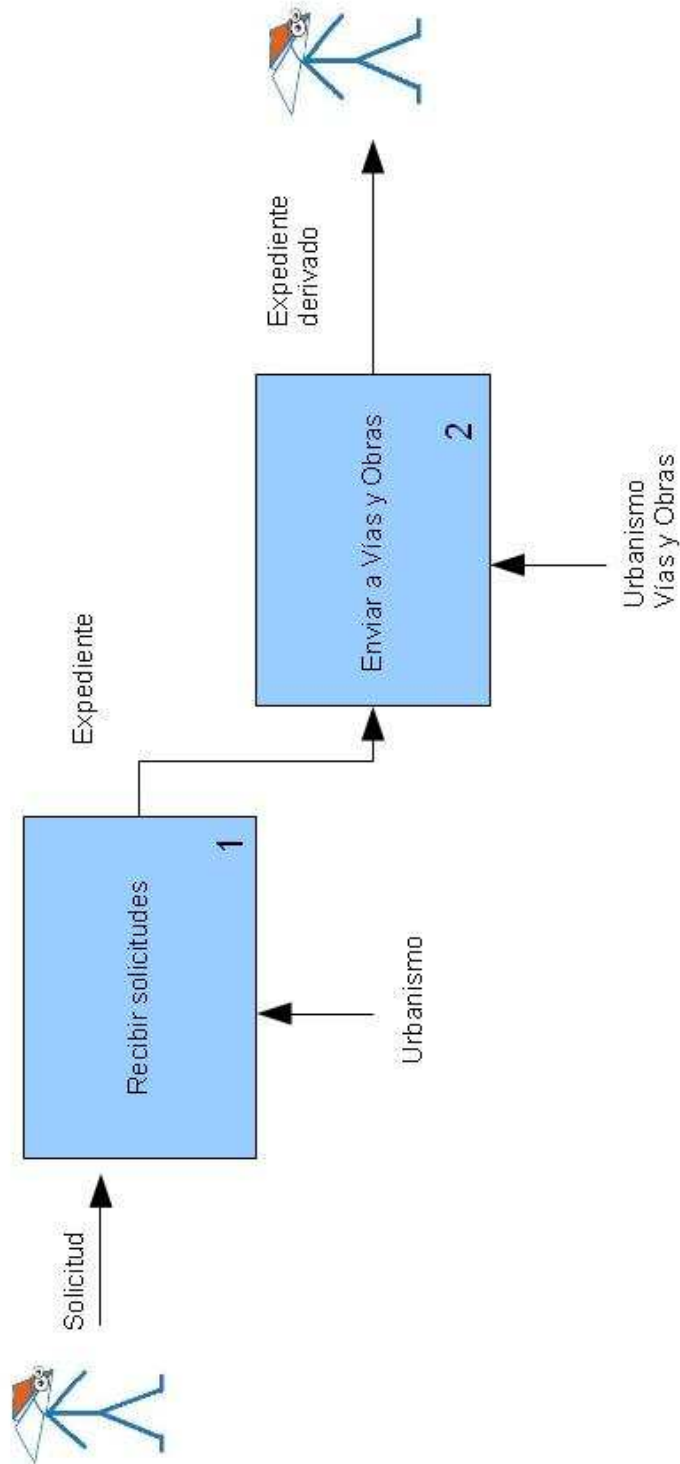 Solicitud
Recibir solicitudes
1
Urbanismo
Expediente
Enviar a Vías y Obras
2
Urbanismo
Vías y Obras
Expediente
derivado